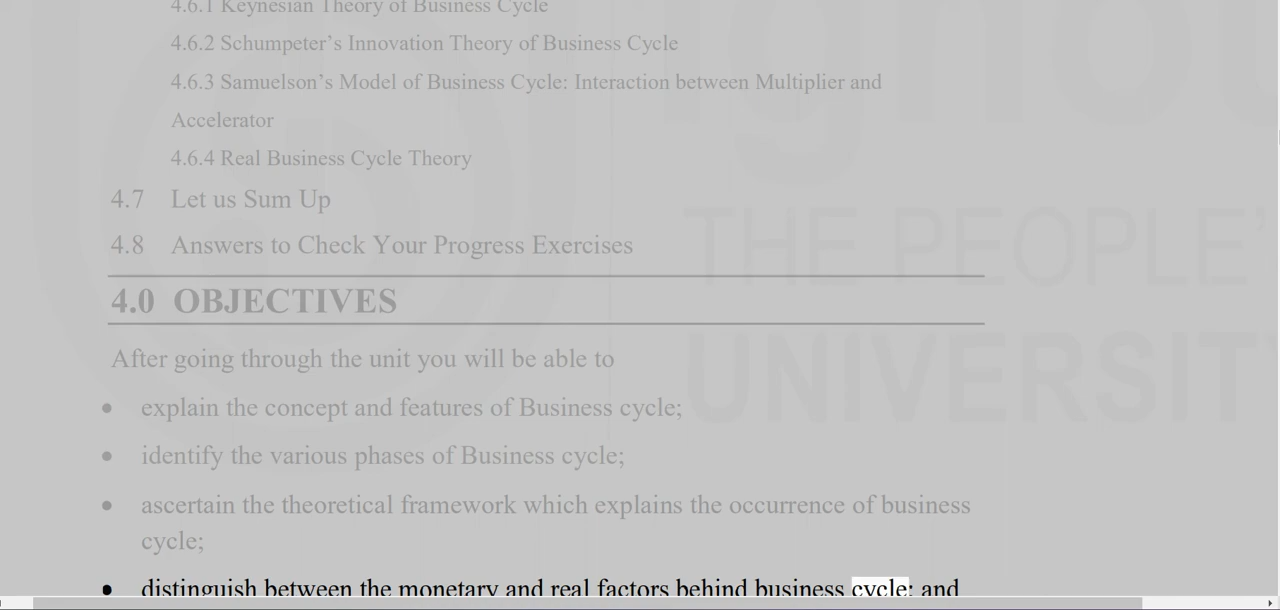 4.6.1 Keynesian Theory of Business Cycle
4.6.2 Schumpeter's Innovation Theory of Business Cycle
4.6.3 Samuelson's Model of Business Cycle: Interaction between Multiplier and
Accelerator
4.6.4 Real Business Cycle Theory
4.7 Let us Sum Up
4.8 Answers to Check Your Progress Exercises
4.0 OBJECTIVES
After going through the unit you will be able to
• explain the concept and features of Business cycle;
• identify the various phases of Business cycle;
• ascertain the theoretical framework which explains the occurrence of business
cycle;
• distinguish between the monetary and real factors behind business cycle; and
ignou
THE PEOPLE'
UNIVERSITY